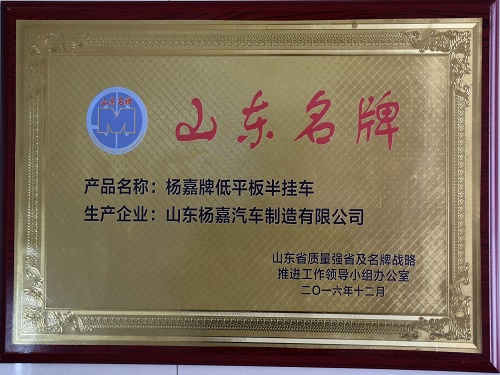 山东名牌
山东名牌
产品名称：杨嘉牌低平板半挂车
生产企业：山东杨嘉汽车制造有限公司
山东省质量强省及名牌战略
推进工作领导小组办公室
二〇一六年十二月